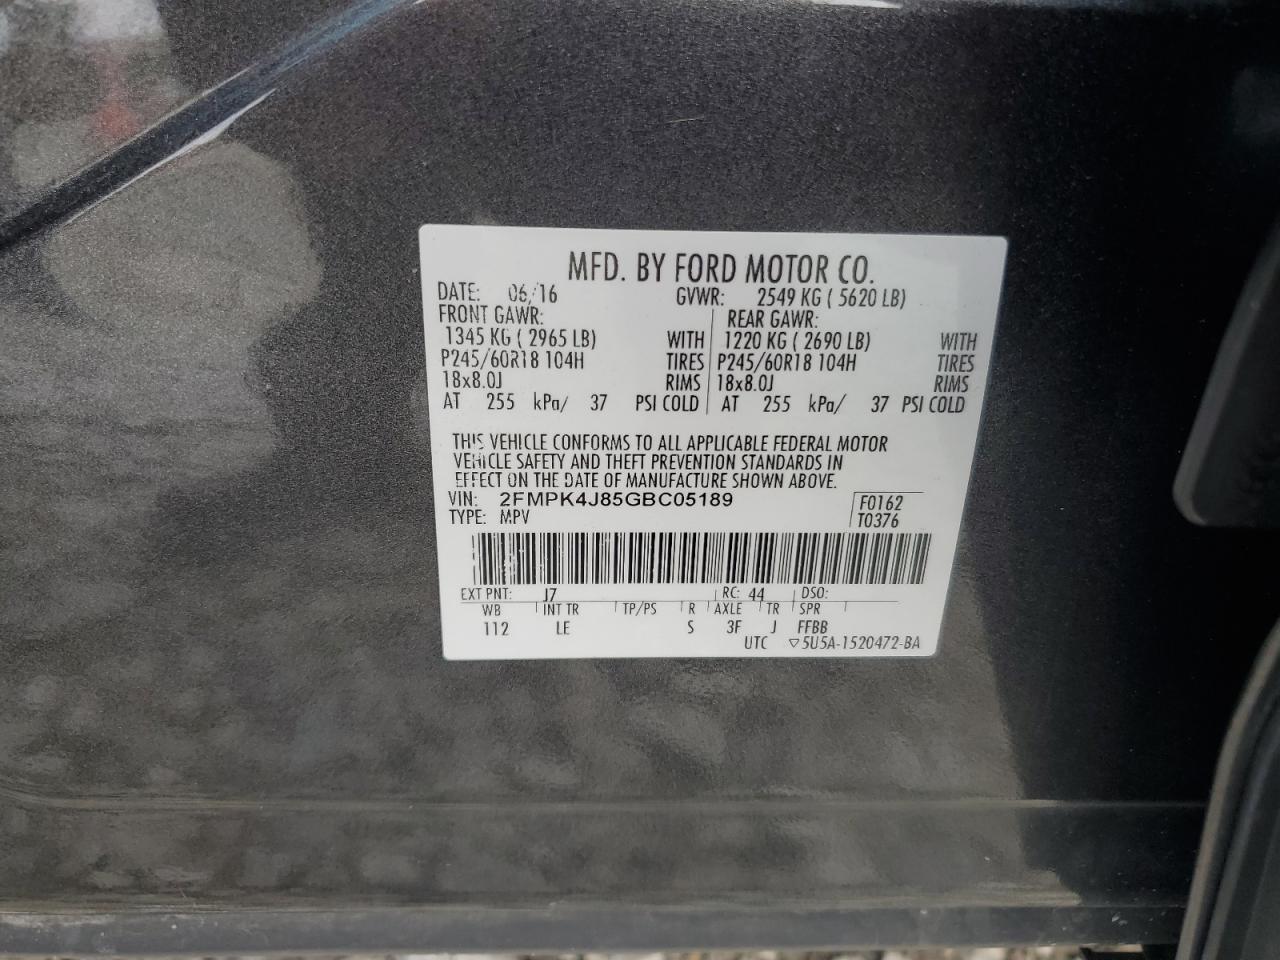 MFD. BY FORD MOTOR CO.
DATE: 06/16 GVWR: 2549 KG ( 5620 LB)
FRONT GAWR: REAR GAWR:
1345 KG ( 2965 LB) WITH 1220 KG ( 2690 LB) WITH
P245/60R18 104H TIRES P245/60R18 104H TIRES
18x8.0J RIMS 18x8.0J RIMS
AT 255 kPa/ 37 PSI COLD AT 255 kPa/ 37 PSI COLD
THIS VEHICLE CONFORMS TO ALL APPLICABLE FEDERAL MOTOR
VEHICLE SAFETY AND THEFT PREVENTION STANDARDS IN
EFFECT ON THE DATE OF MANUFACTURE SHOWN ABOVE.
VIN: 2FMPK4J85GBC05189 F0162
TYPE: MPV T0376
EXT PNT: J7 RC: 44 DSO:
WB INT TR TP/PS R AXLE TR SPR
112 LE S 3F J FFBB
UTC ▽5U5A-1520472-BA